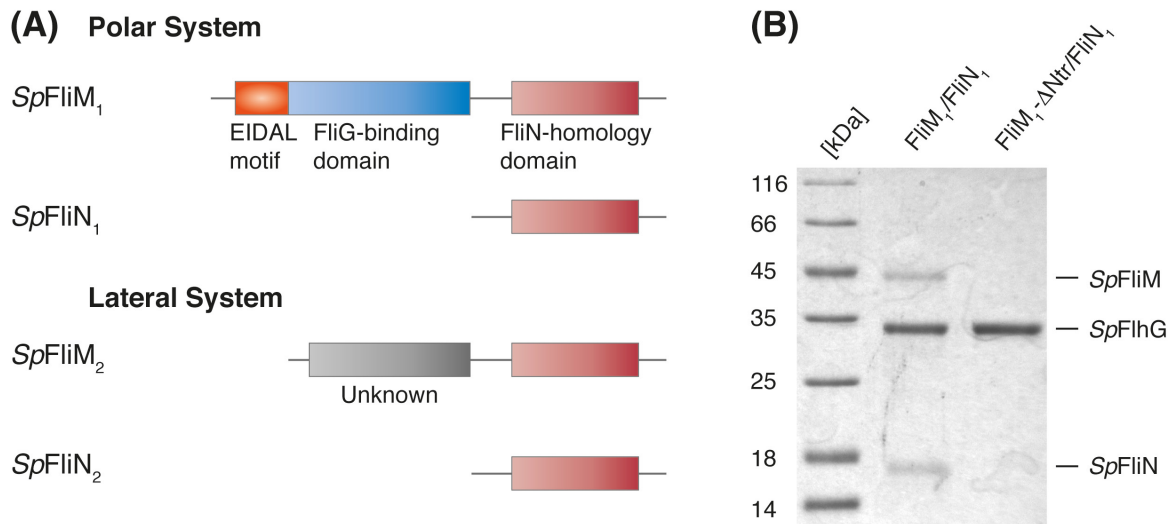 (A) Polar System
SpFliM1
EIDAL motif
FliG-binding domain
FliN-homology domain
SpFliN1
Lateral System
SpFliM2
Unknown
SpFliN2
(B)
[kDa]
FliM1/FliN1
FliM1-ΔNtr/FliN1
116
66
45
35
25
18
14
SpFliM
SpFlhG
SpFliN